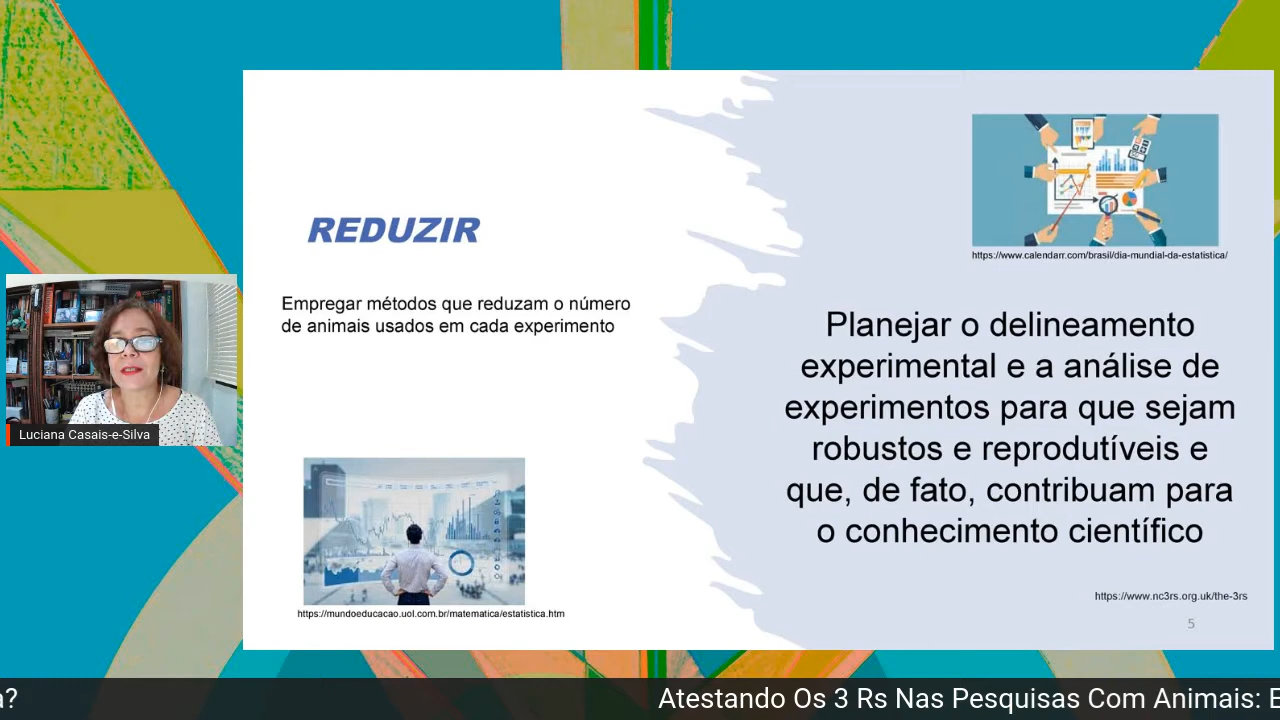 REDUZIR
Empregar métodos que reduzam o número
de animais usados em cada experimento
https://mundoeducacao.uol.com.br/matematica/estatistica.htm
https://www.calendarr.com/brasil/dia-mundial-da-estatistica/
Planejar o delineamento
experimental e a análise de
experimentos para que sejam
robustos e reprodutíveis e
que, de fato, contribuam para
o conhecimento científico
https://www.nc3rs.org.uk/the-3rs
5
Luciana Casais-e-Silva
a? Atestando Os 3 Rs Nas Pesquisas Com Animais: E